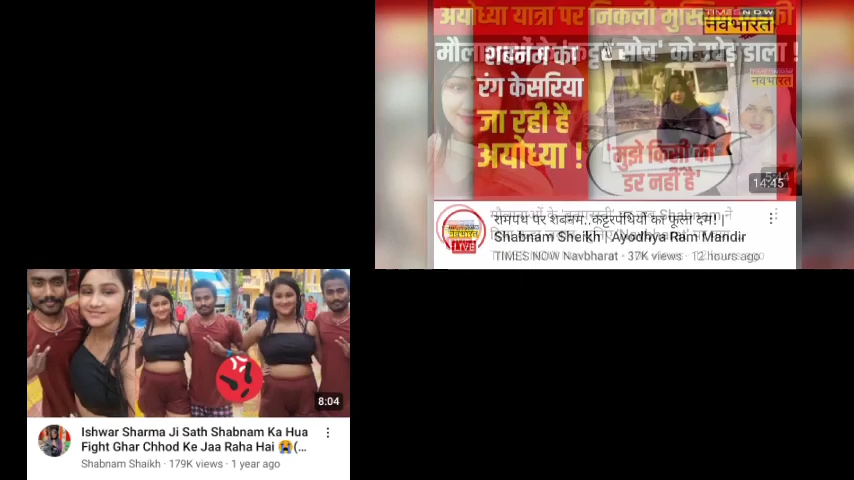 अयोध्या यात्रा पर निकली
TIMES NOW
नवभारत
शबनम का
रंग केसरिया
जा रही है
अयोध्या !
'मुझे किसी का
डर नहीं है'
14:45
रामपथ पर शबनम..कट्टरपंथियों का फूला दम! |
Shabnam Sheikh | Ayodhya Ram Mandir
TIMES NOW Navbharat · 37K views · 12 hours ago
LIVE
8:04
Ishwar Sharma Ji Sath Shabnam Ka Hua
Fight Ghar Chhod Ke Jaa Raha Hai 😭(...
Shabnam Shaikh · 179K views · 1 year ago